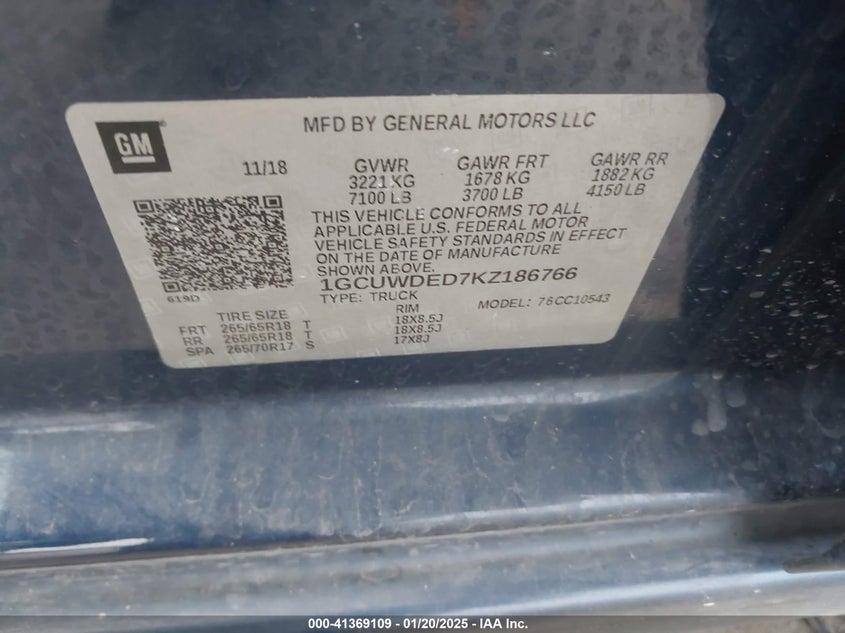 GM
MFD BY GENERAL MOTORS LLC
11/18 GVWR GAWR FRT GAWR RR
3221 KG 1678 KG 1882 KG
7100 LB 3700 LB 4150 LB
THIS VEHICLE CONFORMS TO ALL
APPLICABLE U.S. FEDERAL MOTOR
VEHICLE SAFETY STANDARDS IN EFFECT
ON THE DATE OF MANUFACTURE
SHOWN ABOVE.
619D
1GCUWDED7KZ186766
TYPE: TRUCK MODEL: 76CC10543
TIRE SIZE RIM
FRT 265/65R18 T 18X8.5J
RR 265/65R18 T 18X8.5J
SPA 265/70R17 S 17X8J
000-41369109 - 01/20/2025 - IAA Inc.